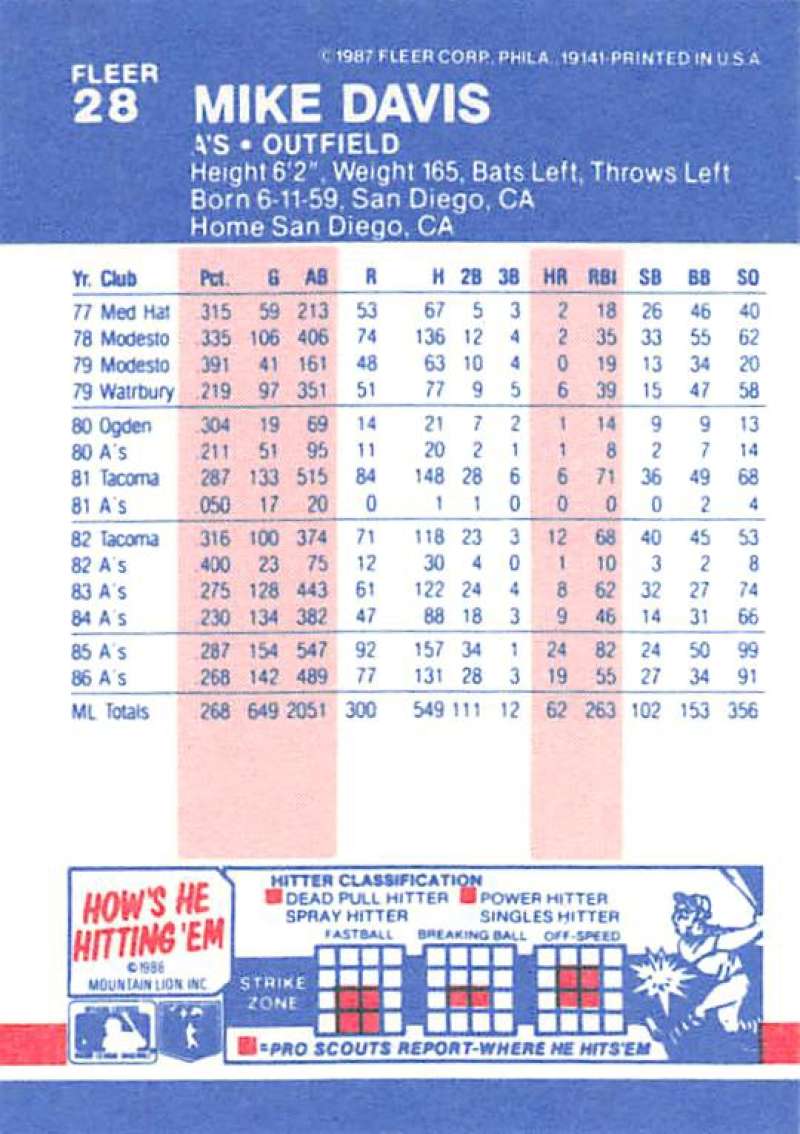 © 1987 FLEER CORP. PHILA. 19141-PRINTED IN U.S.A.
FLEER
28 MIKE DAVIS
A'S • OUTFIELD
Height 6'2", Weight 165, Bats Left, Throws Left
Born 6-11-59, San Diego, CA
Home San Diego, CA
Yr. Club Pct. G AB R H 2B 3B HR RBI SB BB SO
77 Med Hat .315 59 213 53 67 5 3 2 18 26 46 40
78 Modesto .335 106 406 74 136 12 4 2 35 33 55 62
79 Modesto .391 41 161 48 63 10 4 0 19 13 34 20
79 Watrbury .219 97 351 51 77 9 5 6 39 15 47 58
80 Ogden .304 19 69 14 21 7 2 1 14 9 9 13
80 A's .211 51 95 11 20 2 1 1 8 2 7 14
81 Tacoma .287 133 515 84 148 28 6 6 71 36 49 68
81 A's .050 17 20 0 1 1 0 0 0 0 2 4
82 Tacoma .316 100 374 71 118 23 3 12 68 40 45 53
82 A's .400 23 75 12 30 4 0 1 10 3 2 8
83 A's .275 128 443 61 122 24 4 8 62 32 27 74
84 A's .230 134 382 47 88 18 3 9 46 14 31 66
85 A's .287 154 547 92 157 34 1 24 82 24 50 99
86 A's .268 142 489 77 131 28 3 19 55 27 34 91
ML Totals .268 649 2051 300 549 111 12 62 263 102 153 356
HOW'S HE
HITTING 'EM
© 1986
MOUNTAIN LION INC
HITTER CLASSIFICATION
DEAD PULL HITTER POWER HITTER
SPRAY HITTER SINGLES HITTER
FASTBALL BREAKING BALL OFF-SPEED
STRIKE
ZONE
=PRO SCOUTS REPORT-WHERE HE HITS'EM